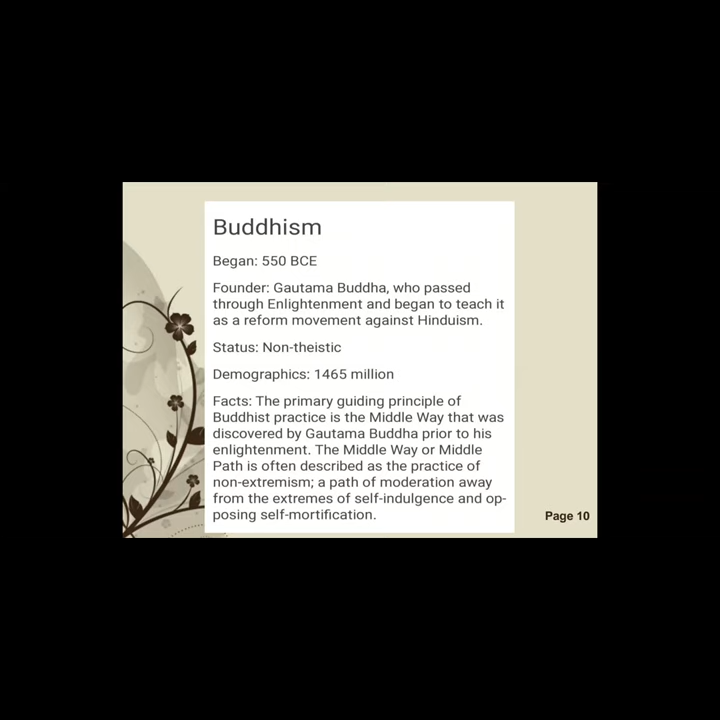 Buddhism
Began: 550 BCE
Founder: Gautama Buddha, who passed
through Enlightenment and began to teach it
as a reform movement against Hinduism.
Status: Non-theistic
Demographics: 1465 million
Facts: The primary guiding principle of
Buddhist practice is the Middle Way that was
discovered by Gautama Buddha prior to his
enlightenment. The Middle Way or Middle
Path is often described as the practice of
non-extremism; a path of moderation away
from the extremes of self-indulgence and op-
posing self-mortification.
Page 10